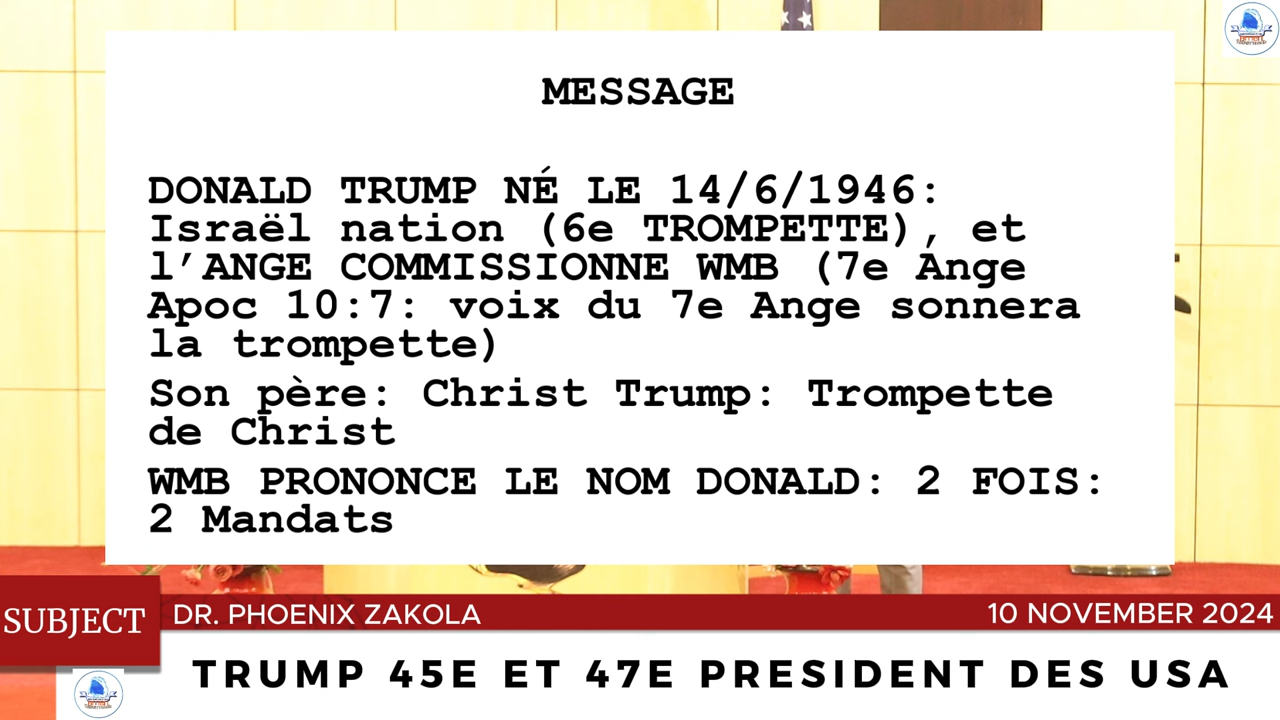 MESSAGE
DONALD TRUMP NÉ LE 14/6/1946:
Israël nation (6e TROMPETTE), et
l’ANGE COMMISSIONNE WMB (7e Ange
Apoc 10:7: voix du 7e Ange sonnera
la trompette)
Son père: Christ Trump: Trompette
de Christ
WMB PRONONCE LE NOM DONALD: 2 FOIS:
2 Mandats
SUBJECT
DR. PHOENIX ZAKOLA
10 NOVEMBER 2024
TRUMP 45E ET 47E PRESIDENT DES USA